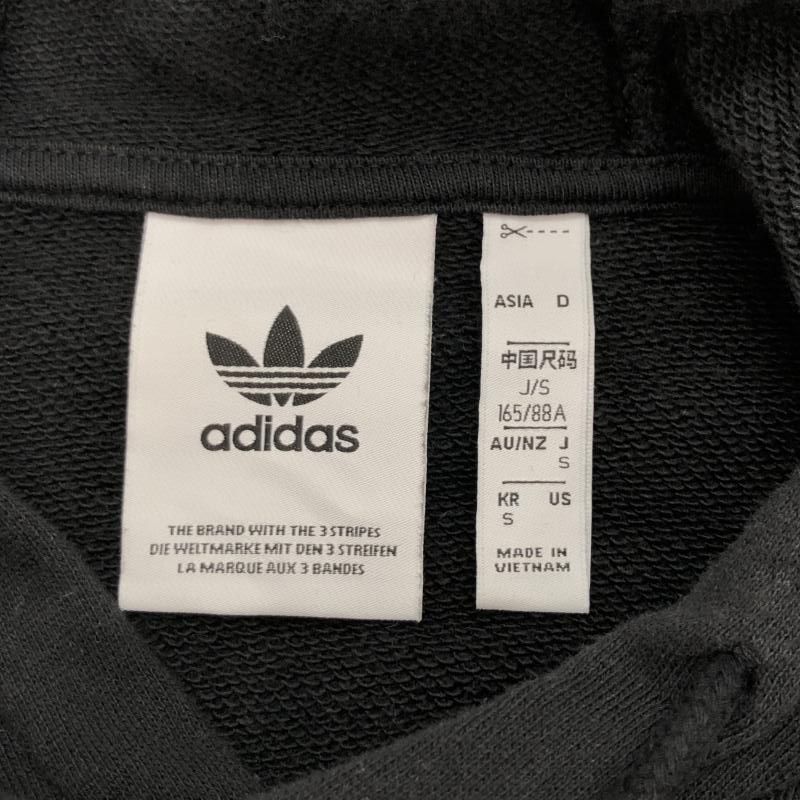 adidas
THE BRAND WITH THE 3 STRIPES
DIE WELTMARKE MIT DEN 3 STREIFEN
LA MARQUE AUX 3 BANDES
ASIA D
中国尺码
J/S
165/88A
AU/NZ J
S
KR US
S
MADE IN
VIETNAM